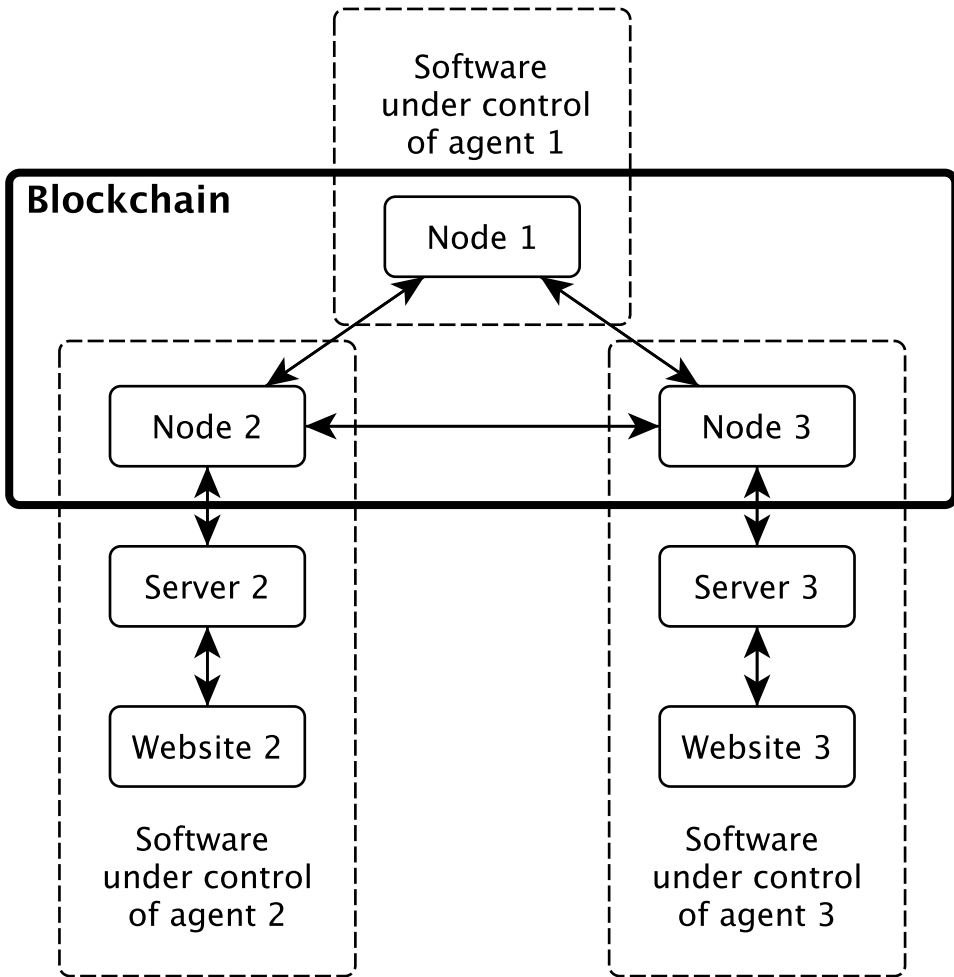 Software
under control
of agent 1
Blockchain
Node 1
Node 2
Node 3
Server 2
Server 3
Website 2
Website 3
Software
under control
of agent 2
Software
under control
of agent 3